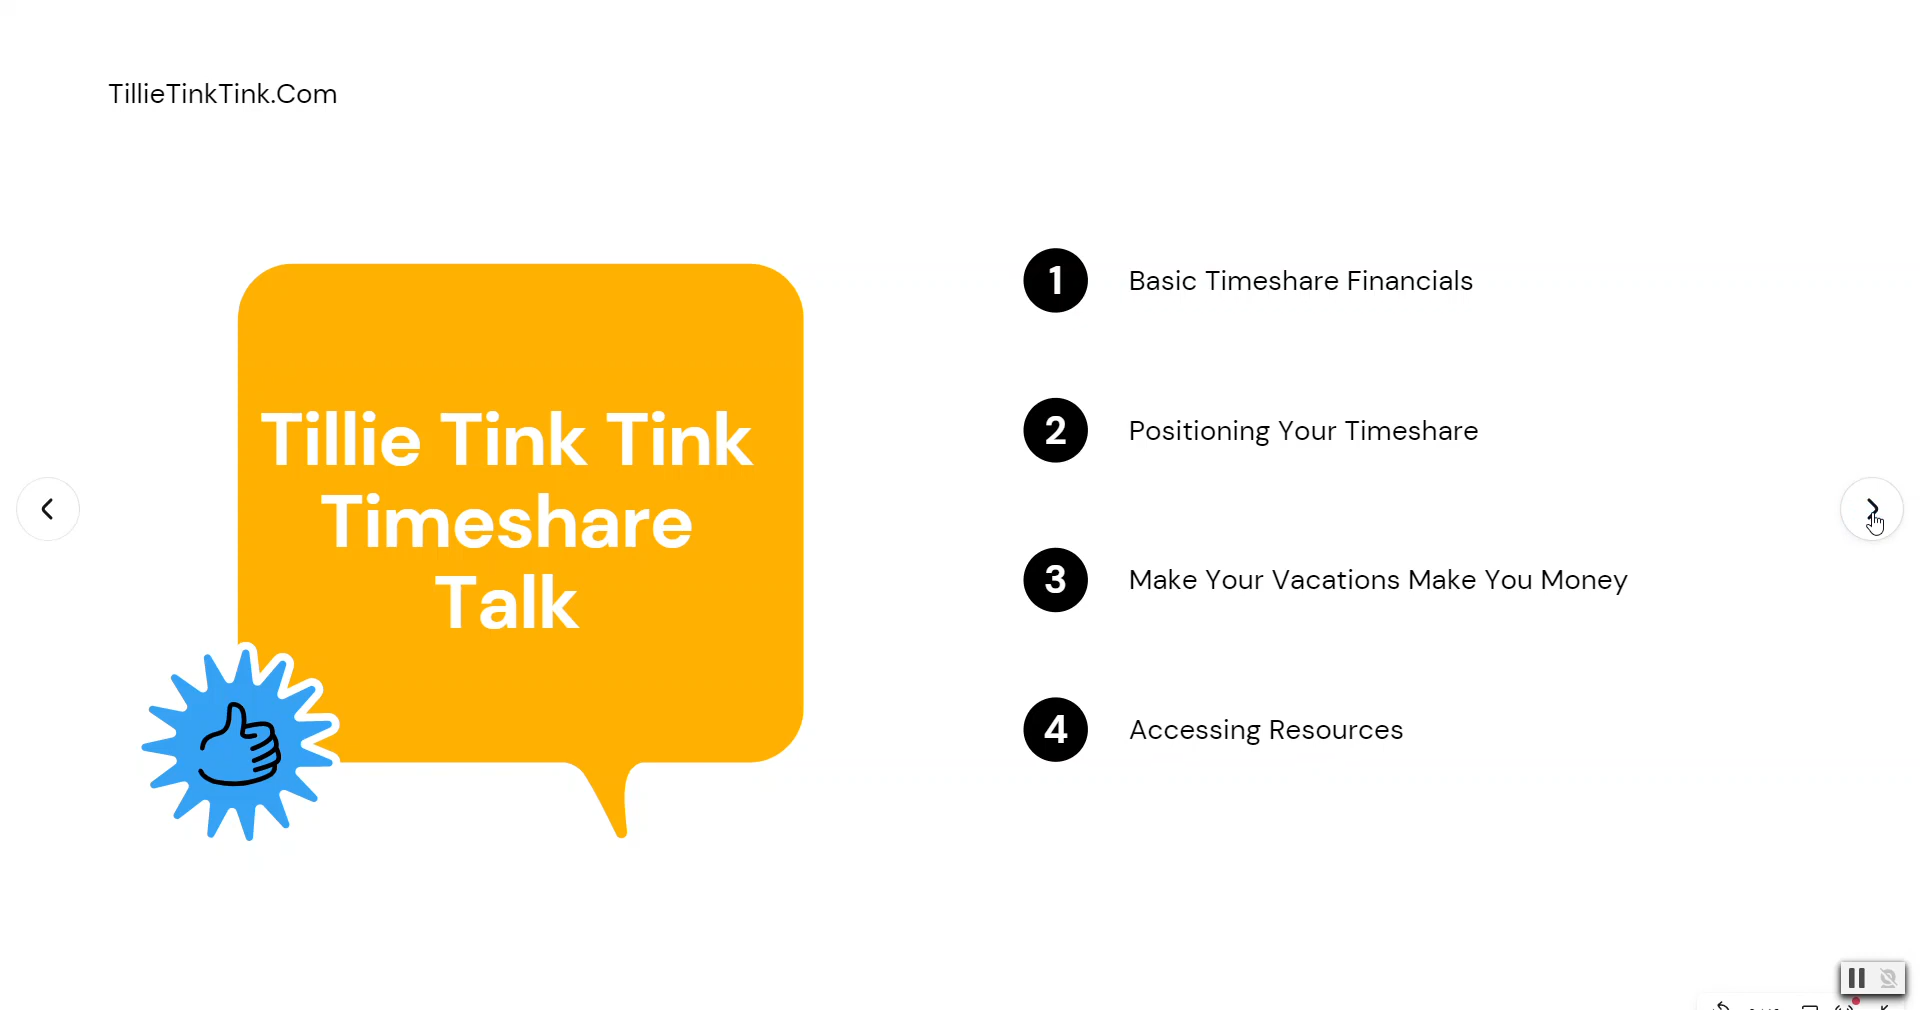 TillieTinkTink.Com
Tillie Tink Tink
Timeshare
Talk
1 Basic Timeshare Financials
2 Positioning Your Timeshare
3 Make Your Vacations Make You Money
4 Accessing Resources